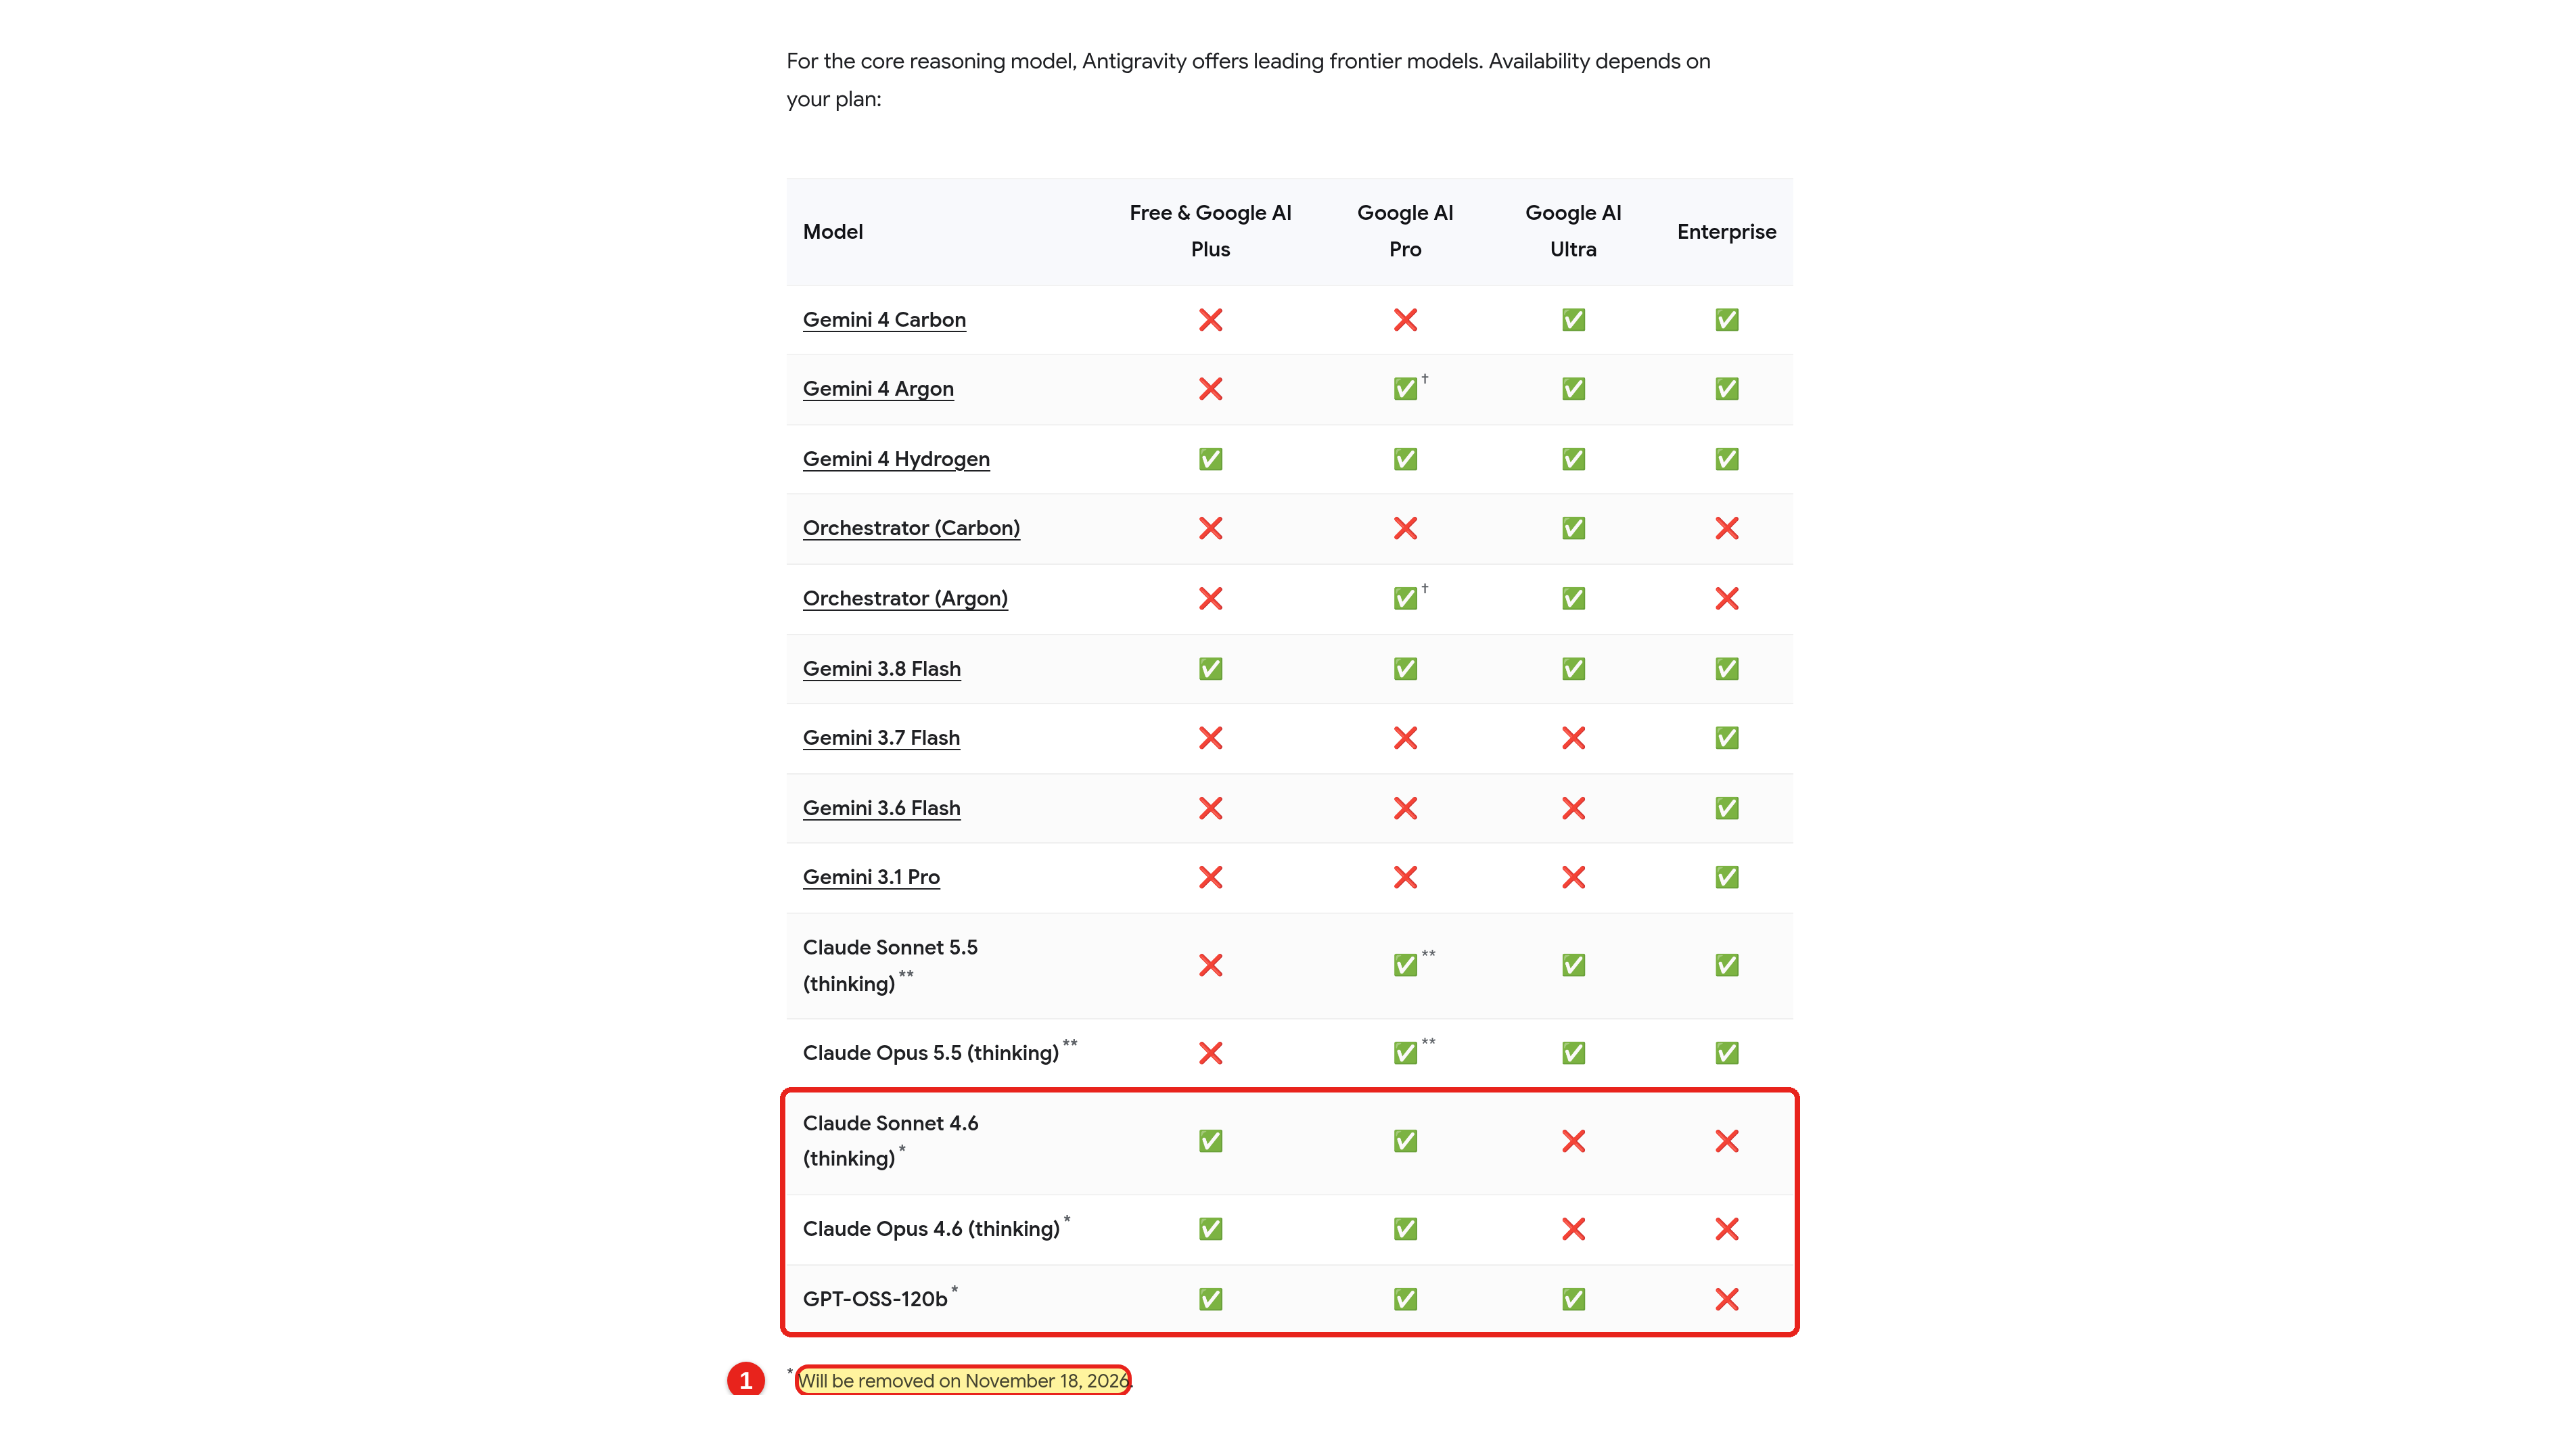 For the core reasoning model, Antigravity offers leading frontier models. Availability depends on
your plan:
Model Free & Google AI Plus Google AI Pro Google AI Ultra Enterprise
Gemini 4 Carbon ❌ ❌ ✅ ✅
Gemini 4 Argon ❌ ✅ † ✅ ✅
Gemini 4 Hydrogen ✅ ✅ ✅ ✅
Orchestrator (Carbon) ❌ ❌ ✅ ❌
Orchestrator (Argon) ❌ ✅ † ✅ ❌
Gemini 3.8 Flash ✅ ✅ ✅ ✅
Gemini 3.7 Flash ❌ ❌ ❌ ✅
Gemini 3.6 Flash ❌ ❌ ❌ ✅
Gemini 3.1 Pro ❌ ❌ ❌ ✅
Claude Sonnet 5.5
(thinking) ** ❌ ✅ ** ✅ ✅
Claude Opus 5.5 (thinking) ** ❌ ✅ ** ✅ ✅
Claude Sonnet 4.6
(thinking) * ✅ ✅ ❌ ❌
Claude Opus 4.6 (thinking) * ✅ ✅ ❌ ❌
GPT-OSS-120b * ✅ ✅ ✅ ❌
1 * Will be removed on November 18, 2026.